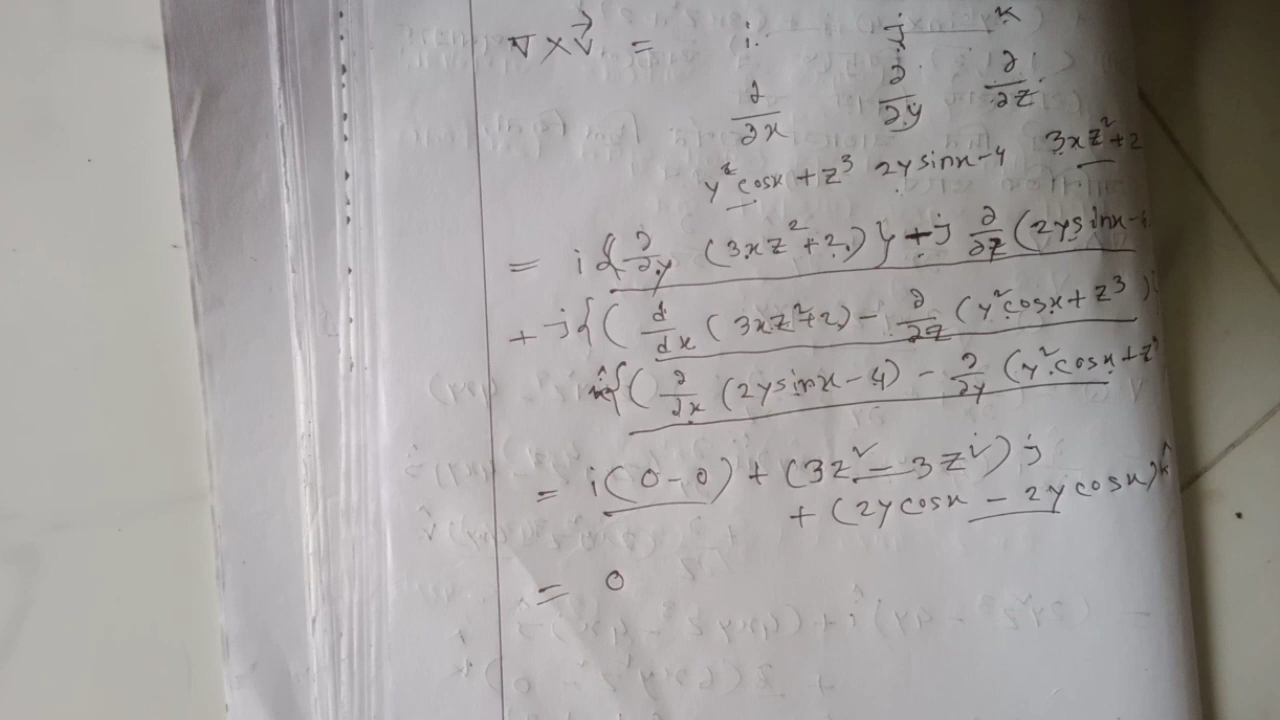 ∇ × V⃗ = i j k
∂/∂x ∂/∂y ∂/∂z
y² cosx + z³ 2y sinx - 4 3xz² + 2
= i { ∂/∂y (3xz² + 2) } + j ∂/∂z (2y sinx -
+ j { ( d/dx (3xz² + 2) - ∂/∂z (y² cosx + z³ )
{ ( ∂/∂x (2y sinx - 4) - ∂/∂y (y² cosx + z
= i (0 - 0) + (3z² - 3z²) j
+ (2y cosx - 2y cosx) k̂
= 0